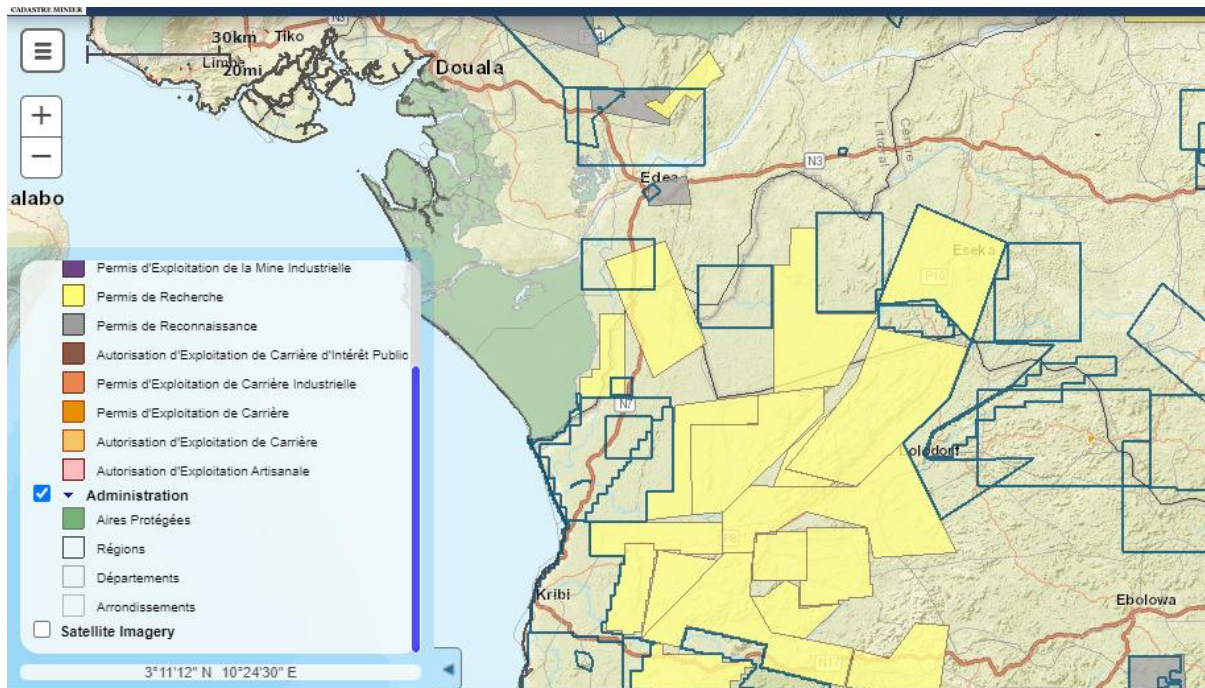 CADASTRE MINIER
N3
30km
Tiko
Limbe
20mi
P14
Douala
+
N3
Littoral
Centre
−
Edea
alabo
Eseka
Permis d'Exploitation de la Mine Industrielle
P10
Permis de Recherche
Permis de Reconnaissance
Autorisation d'Exploitation de Carrière d'Intérêt Public
Permis d'Exploitation de Carrière Industrielle
N7
Permis d'Exploitation de Carrière
Autorisation d'Exploitation de Carrière
olodorf
Autorisation d'Exploitation Artisanale
Administration
Aires Protégées
P8
Régions
Départements
Kribi
Arrondissements
Ebolowa
Satellite Imagery
N17
3°11'12" N 10°24'30" E